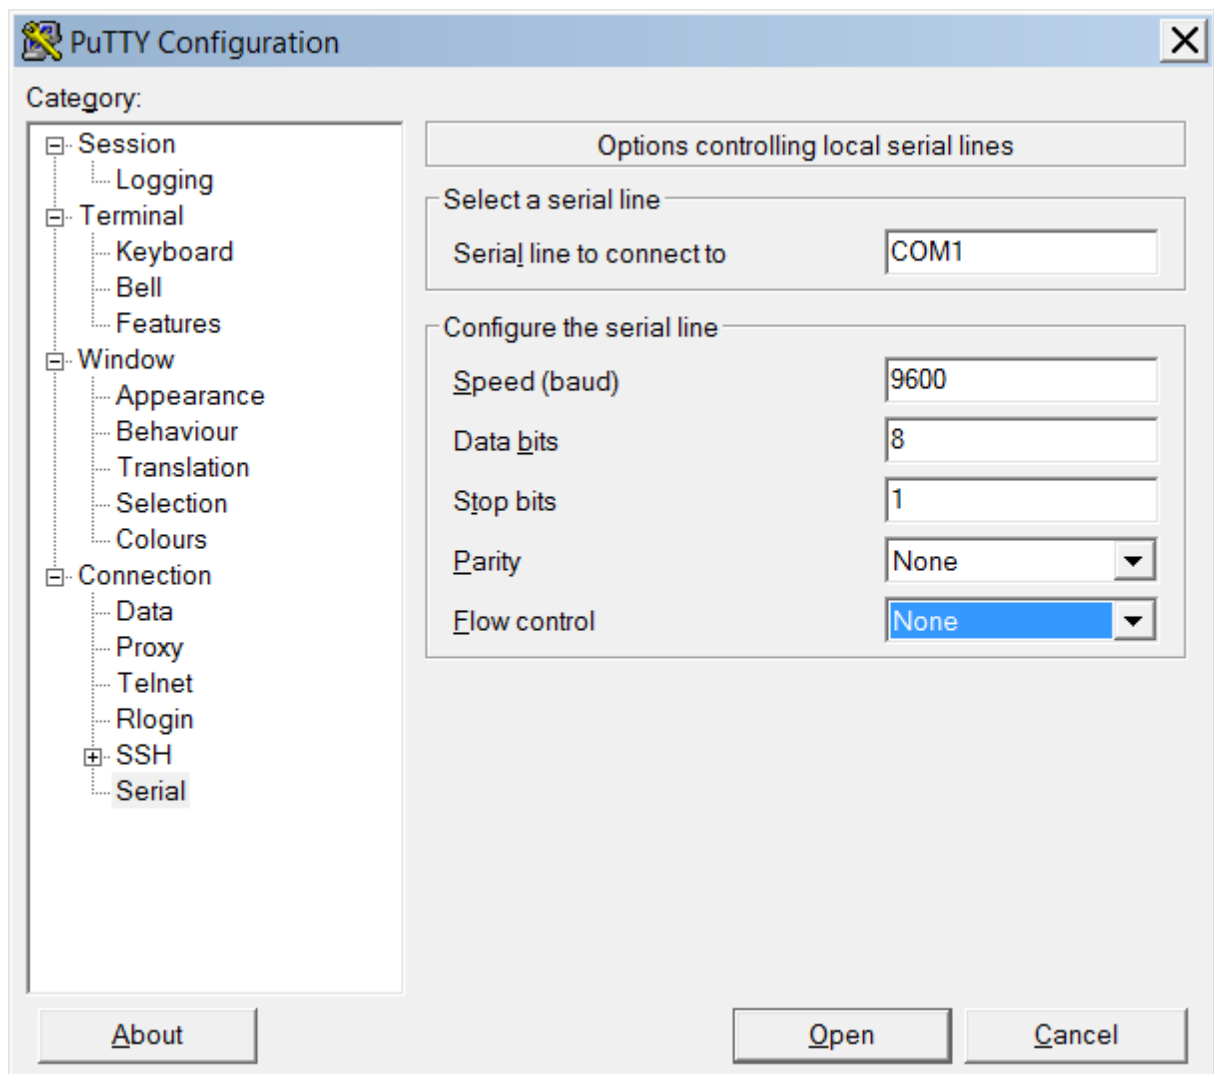 PuTTY Configuration
Category:
Session
Logging
Terminal
Keyboard
Bell
Features
Window
Appearance
Behaviour
Translation
Selection
Colours
Connection
Data
Proxy
Telnet
Rlogin
SSH
Serial
Options controlling local serial lines
Select a serial line
Serial line to connect to COM1
Configure the serial line
Speed (baud) 9600
Data bits 8
Stop bits 1
Parity None
Flow control None
About Open Cancel